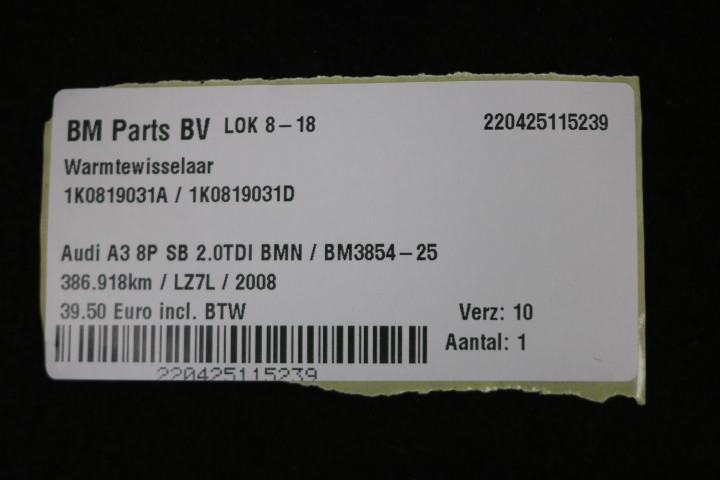 BM Parts BV LOK 8-18 220425115239
Warmtewisselaar
1K0819031A / 1K0819031D
Audi A3 8P SB 2.0TDI BMN / BM3854-25
386.918km / LZ7L / 2008
39.50 Euro incl. BTW Verz: 10
Aantal: 1
220425115239